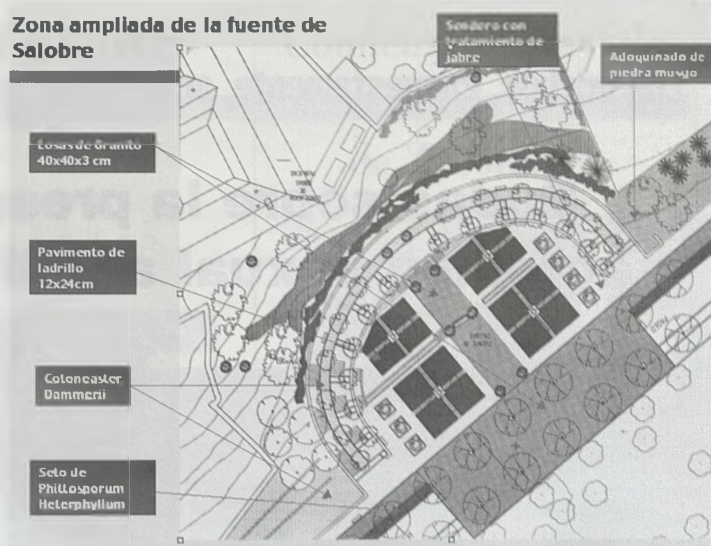 Zona ampliada de la fuente de
Salobre
Sendero con
tratamiento de
jabre
Adoquinado de
piedra musgo
Losas de Granito
40x40x3 cm
Pavimento de
ladrillo
12x24cm
Cotoneaster
Dammerii
Seto de
Phillosporum
Heterphyllum